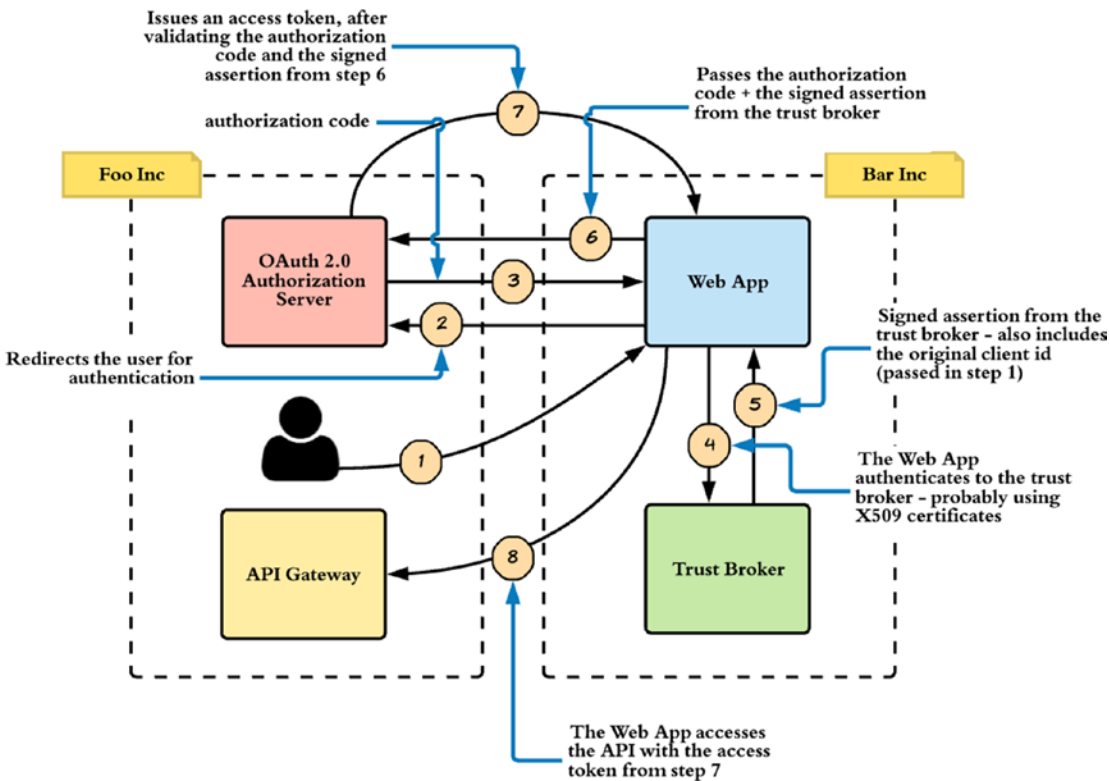 Issues an access token, after
validating the authorization
code and the signed
assertion from step 6
Passes the authorization
code + the signed assertion
from the trust broker
7
authorization code
Foo Inc
Bar Inc
OAuth 2.0
Authorization
Server
6
Web App
3
2
Redirects the user for
authentication
Signed assertion from the
trust broker - also includes
the original client id
(passed in step 1)
5
4
1
The Web App
authenticates to the trust
broker - probably using
X509 certificates
API Gateway
8
Trust Broker
The Web App accesses
the API with the access
token from step 7